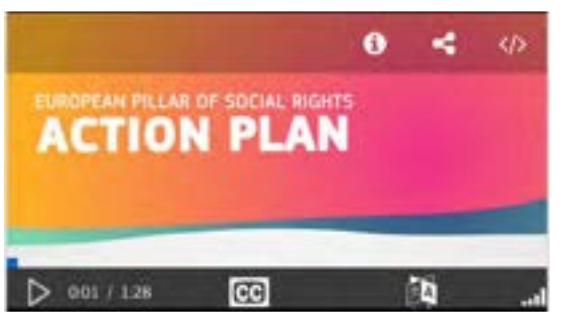 </>
EUROPEAN PILLAR OF SOCIAL RIGHTS
ACTION PLAN
0:01 / 1:28
CC